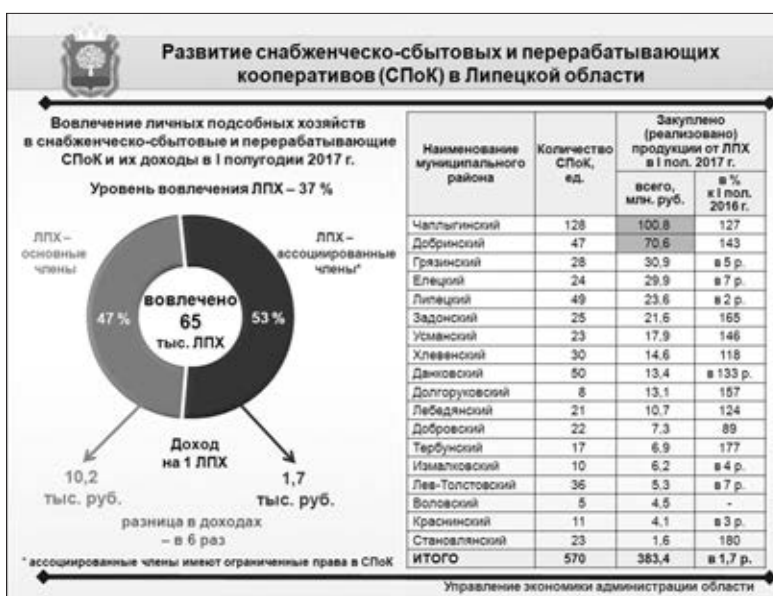 Развитие снабженческо-сбытовых и перерабатывающих
кооперативов (СПоК) в Липецкой области
Вовлечение личных подсобных хозяйств
в снабженческо-сбытовые и перерабатывающие
СПоК и их доходы в I полугодии 2017 г.
Уровень вовлечения ЛПХ – 37 %
ЛПХ –
основные
члены
ЛПХ –
ассоциированные
члены*
47 %
вовлечено
65
тыс. ЛПХ
53 %
Доход
на 1 ЛПХ
10,2
тыс. руб.
1,7
тыс. руб.
разница в доходах
– в 6 раз
* ассоциированные члены имеют ограниченные права в СПоК
Наименование
муниципального
района
Количество
СПоК,
ед.
Закуплено
(реализовано)
продукции от ЛПХ
в I пол. 2017 г.
всего,
млн. руб.
в %
к I пол.
2016 г.
Чаплыгинский 128 100,8 127
Добринский 47 70,6 143
Грязинский 28 30,9 в 5 р.
Елецкий 24 29,9 в 7 р.
Липецкий 49 23,6 в 2 р.
Задонский 25 21,6 165
Усманский 23 17,9 146
Хлевенский 30 14,6 118
Данковский 50 13,4 в 133 р.
Долгоруковский 8 13,1 157
Лебедянский 21 10,7 124
Добровский 22 7,3 89
Тербунский 17 6,9 177
Измалковский 10 6,2 в 4 р.
Лев-Толстовский 36 5,3 в 7 р.
Воловский 5 4,5 -
Краснинский 11 4,1 в 3 р.
Становлянский 23 1,6 180
ИТОГО 570 383,4 в 1,7 р.
Управление экономики администрации области